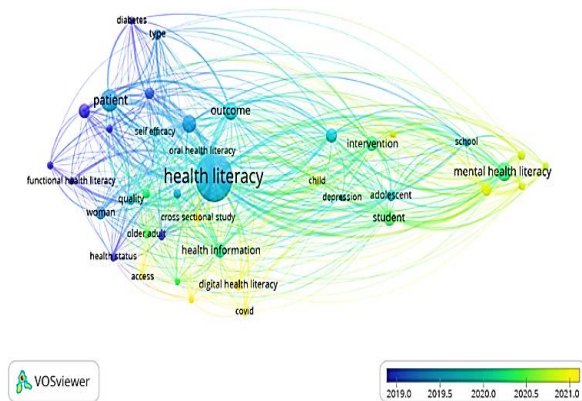 diabetes
type
patient
outcome
self efficacy
oral health literacy
intervention
school
health literacy
mental health literacy
functional health literacy
child
depression
adolescent
quality
woman
cross sectional study
student
older adult
health information
health status
access
digital health literacy
covid
VOSviewer
2019.0 2019.5 2020.0 2020.5 2021.0